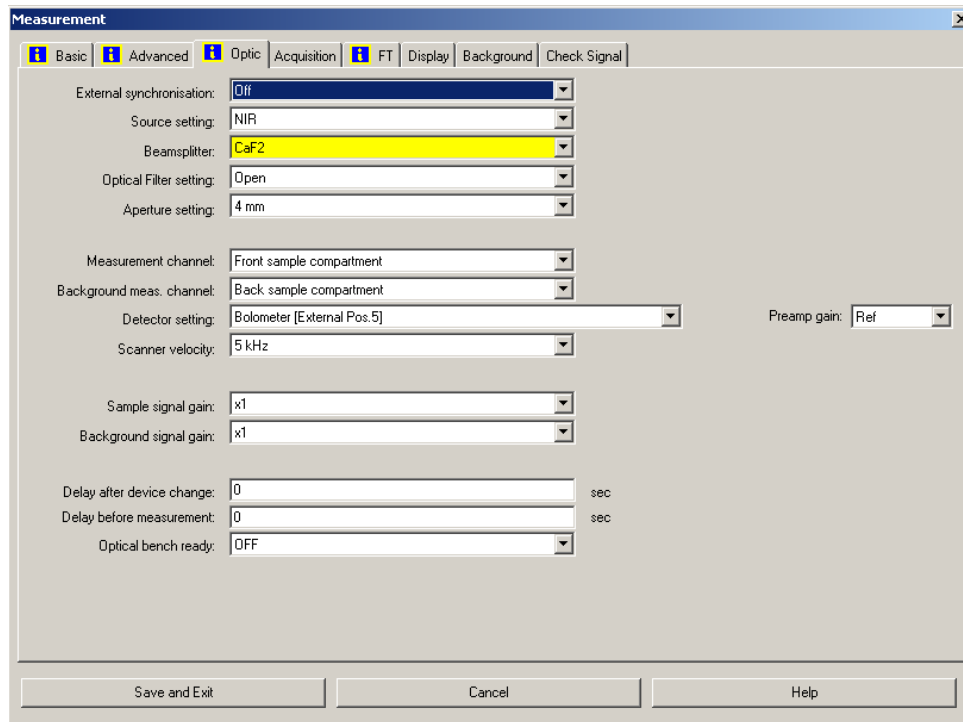 Measurement
Basic Advanced Optic Acquisition FT Display Background Check Signal
External synchronisation: Off
Source setting: NIR
Beamsplitter: CaF2
Optical Filter setting: Open
Aperture setting: 4 mm
Measurement channel: Front sample compartment
Background meas. channel: Back sample compartment
Detector setting: Bolometer [External Pos.5] Preamp gain: Ref
Scanner velocity: 5 kHz
Sample signal gain: x1
Background signal gain: x1
Delay after device change: 0 sec
Delay before measurement: 0 sec
Optical bench ready: OFF
Save and Exit Cancel Help